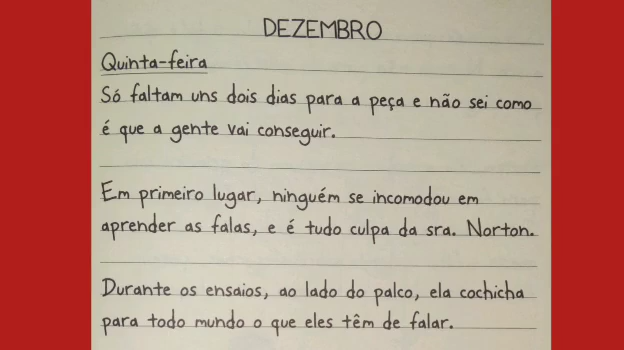 DEZEMBRO
Quinta-feira
Só faltam uns dois dias para a peça e não sei como
é que a gente vai conseguir.
Em primeiro lugar, ninguém se incomodou em
aprender as falas, e é tudo culpa da sra. Norton.
Durante os ensaios, ao lado do palco, ela cochicha
para todo mundo o que eles têm de falar.